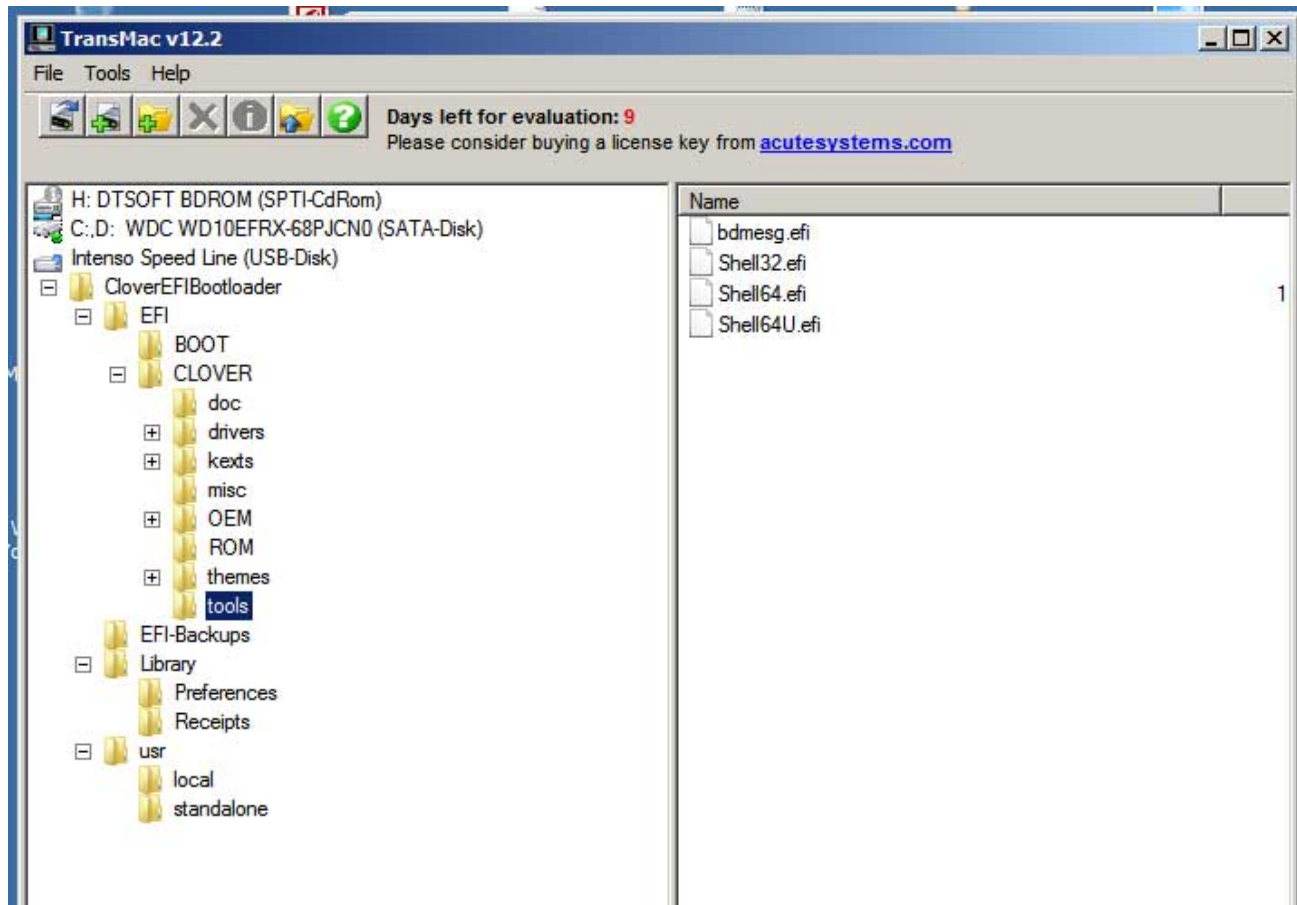 TransMac v12.2
File Tools Help
Days left for evaluation: 9
Please consider buying a license key from acutesystems.com
H: DTSOFT BDROM (SPTI-CdRom)
C:,D: WDC WD10EFRX-68PJCN0 (SATA-Disk)
Intenso Speed Line (USB-Disk)
CloverEFIBootloader
EFI
BOOT
CLOVER
doc
drivers
kexts
misc
OEM
ROM
themes
tools
EFI-Backups
Library
Preferences
Receipts
usr
local
standalone
Name
bdmesg.efi
Shell32.efi
Shell64.efi 1
Shell64U.efi